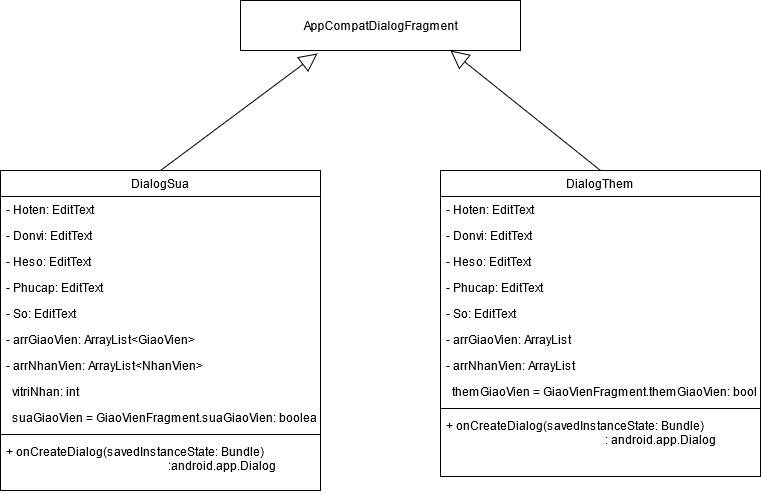 AppCompatDialogFragment
DialogSua
- Hoten: EditText
- Donvi: EditText
- Heso: EditText
- Phucap: EditText
- So: EditText
- arrGiaoVien: ArrayList<GiaoVien>
- arrNhanVien: ArrayList<NhanVien>
vitriNhan: int
suaGiaoVien = GiaoVienFragment.suaGiaoVien: boolea
+ onCreateDialog(savedInstanceState: Bundle)
:android.app.Dialog
DialogThem
- Hoten: EditText
- Donvi: EditText
- Heso: EditText
- Phucap: EditText
- So: EditText
- arrGiaoVien: ArrayList
- arrNhanVien: ArrayList
themGiaoVien = GiaoVienFragment.themGiaoVien: bool
+ onCreateDialog(savedInstanceState: Bundle)
: android.app.Dialog